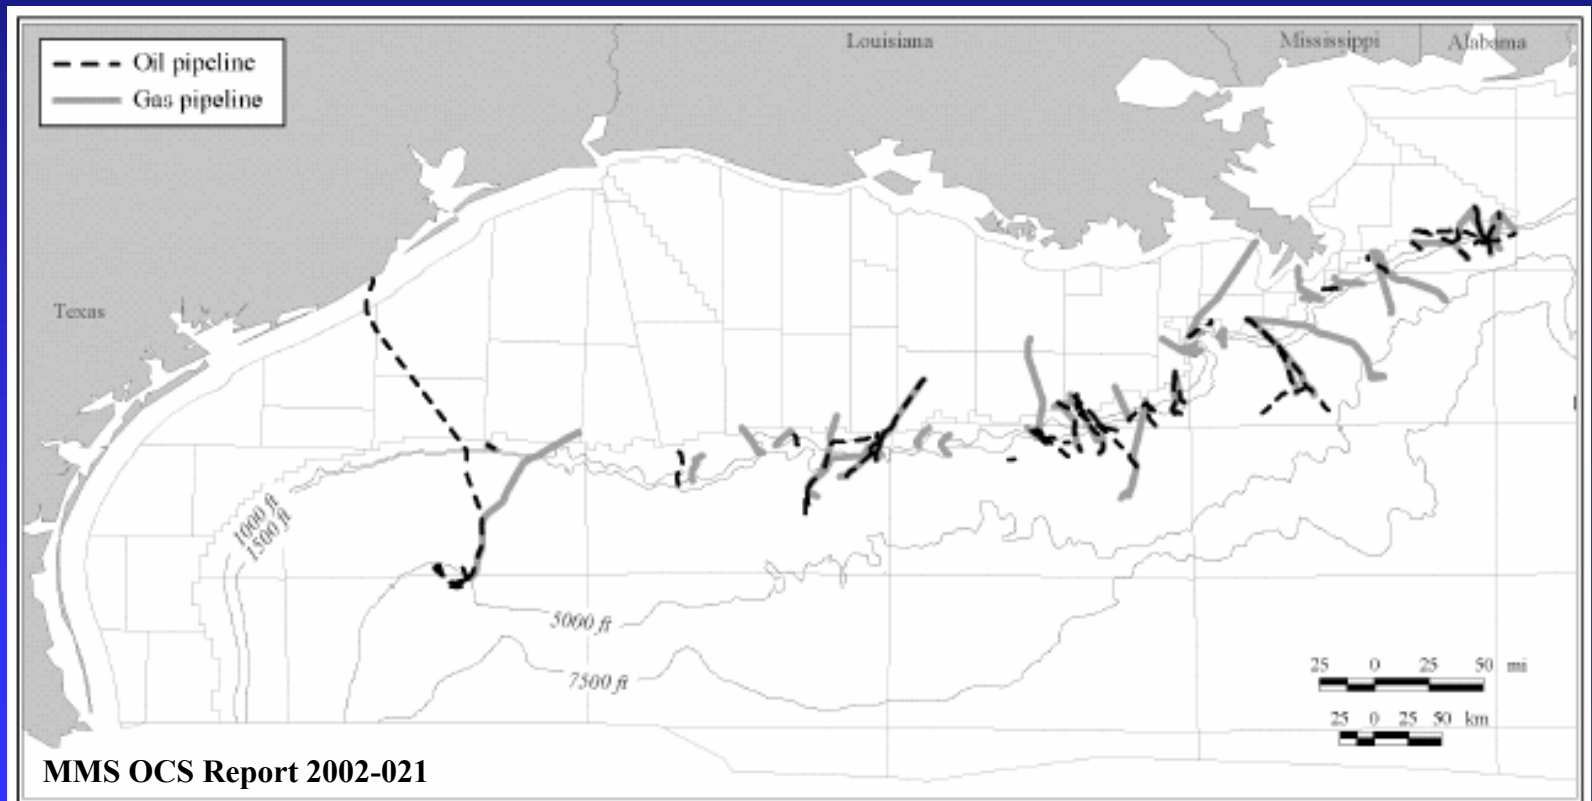 Oil pipeline
Gas pipeline
Louisiana
Mississippi
Alabama
Texas
1000 ft
1500 ft
5000 ft
7500 ft
25 0 25 50 mi
25 0 25 50 km
MMS OCS Report 2002-021